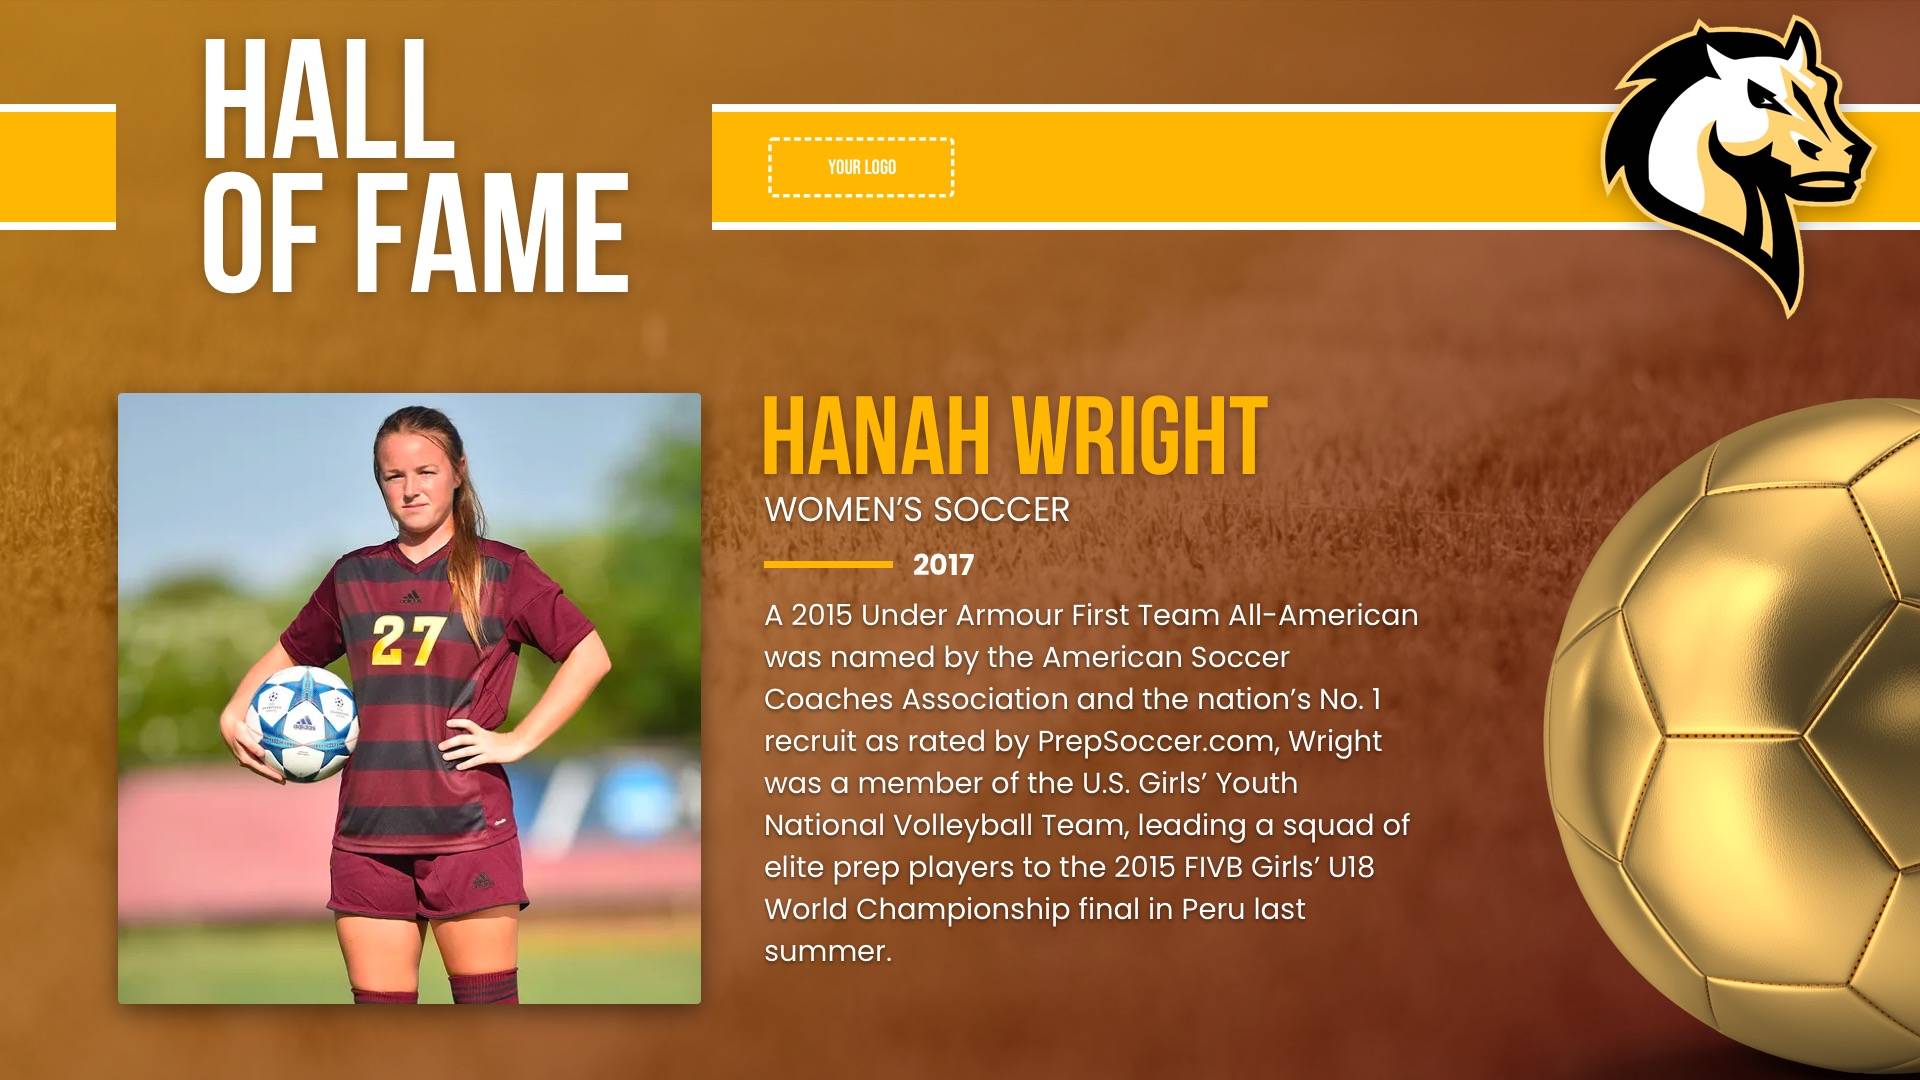 HALL
OF FAME
YOUR LOGO
HANAH WRIGHT
WOMEN’S SOCCER
2017
A 2015 Under Armour First Team All-American
was named by the American Soccer
Coaches Association and the nation’s No. 1
recruit as rated by PrepSoccer.com, Wright
was a member of the U.S. Girls’ Youth
National Volleyball Team, leading a squad of
elite prep players to the 2015 FIVB Girls’ U18
World Championship final in Peru last
summer.
27
adidas